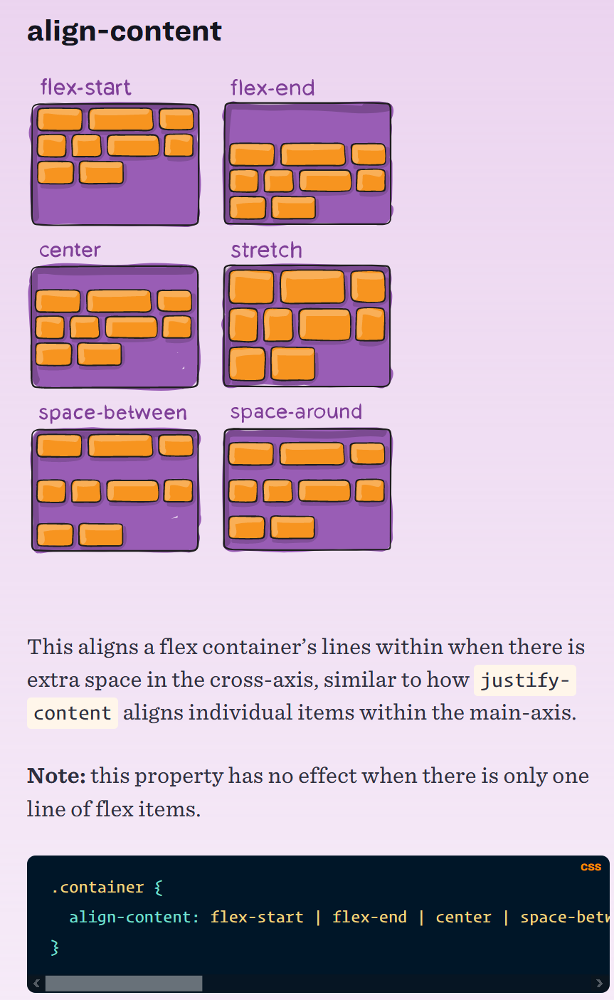 align-content
flex-start
flex-end
center
stretch
space-between
space-around
This aligns a flex container’s lines within when there is
extra space in the cross-axis, similar to how justify-
content aligns individual items within the main-axis.
Note: this property has no effect when there is only one
line of flex items.
CSS
.container {
align-content: flex-start | flex-end | center | space-betw
}